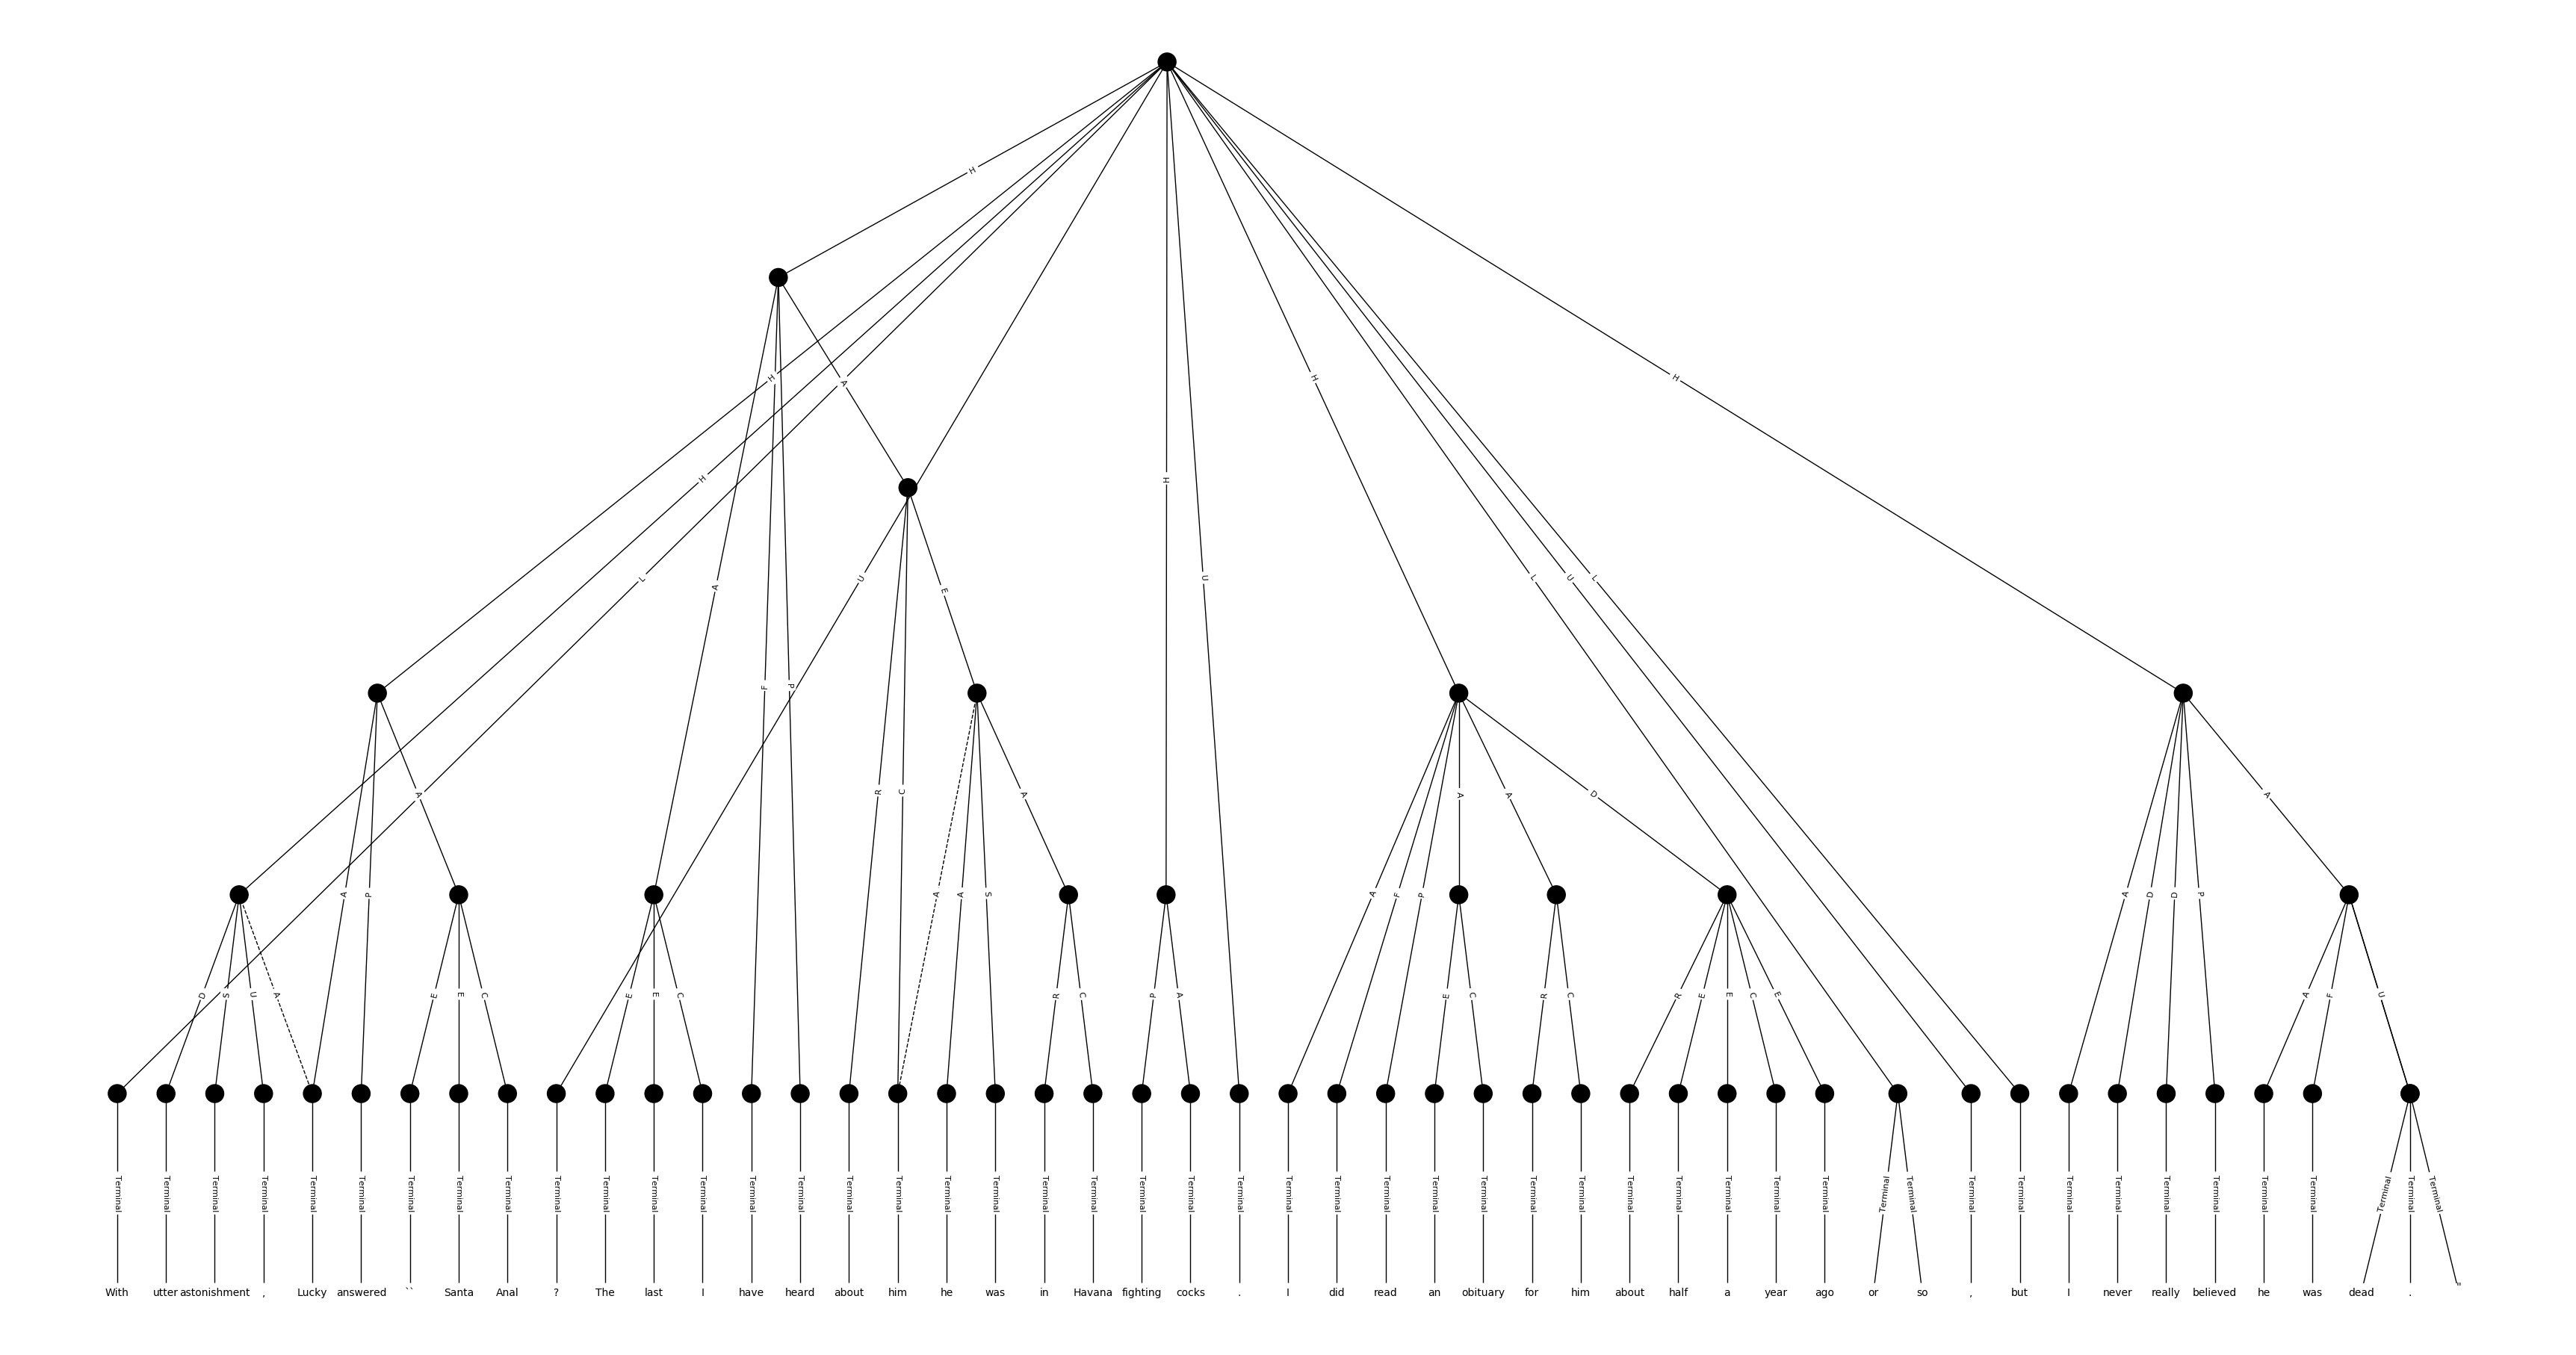 H
H A
H H
H H
A E
L U L U L U
A F P
R C
A A A A D A
A P A A S A F P A D D P
D S U A E E C E E C R C P A E C R C R E E C E A F U
Terminal Terminal Terminal Terminal Terminal Terminal Terminal Terminal Terminal Terminal Terminal Terminal Terminal Terminal Terminal Terminal Terminal Terminal Terminal Terminal Terminal Terminal Terminal Terminal Terminal Terminal Terminal Terminal Terminal Terminal Terminal Terminal Terminal Terminal Terminal Terminal Terminal Terminal Terminal Terminal Terminal Terminal Terminal Terminal Terminal Terminal Terminal Terminal Terminal
With utter astonishment , Lucky answered `` Santa Anal ? The last I have heard about him he was in Havana fighting cocks . I did read an obituary for him about half a year ago or so , but I never really believed he was dead . "